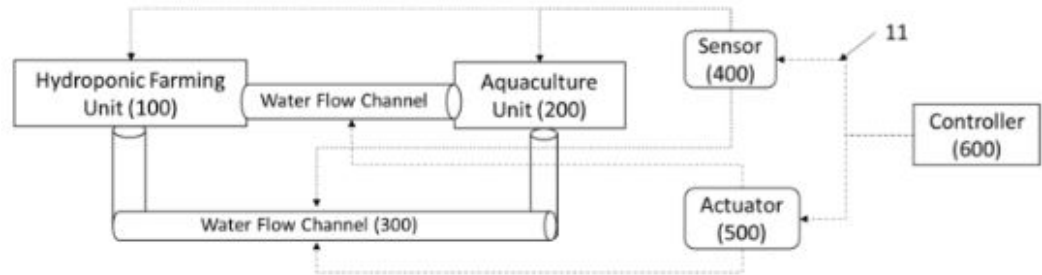 11
Sensor
(400)
Hydroponic Farming
Unit (100)
Water Flow Channel
Aquaculture
Unit (200)
Controller
(600)
Actuator
(500)
Water Flow Channel (300)